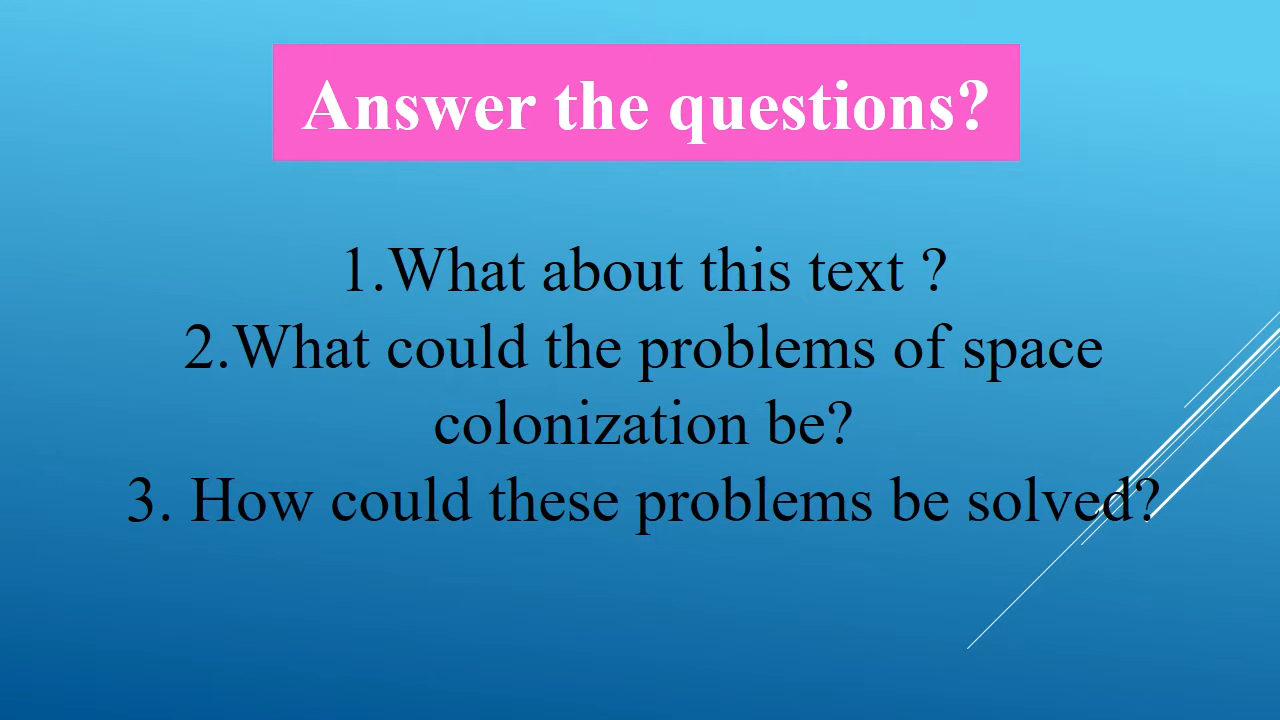 Answer the questions?
1.What about this text ?
2.What could the problems of space
colonization be?
3. How could these problems be solved?